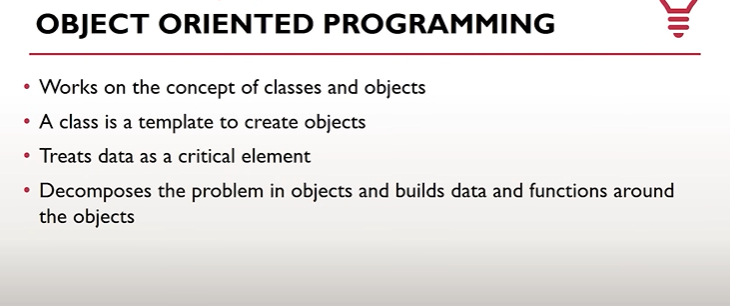 OBJECT ORIENTED PROGRAMMING
• Works on the concept of classes and objects
• A class is a template to create objects
• Treats data as a critical element
• Decomposes the problem in objects and builds data and functions around
the objects